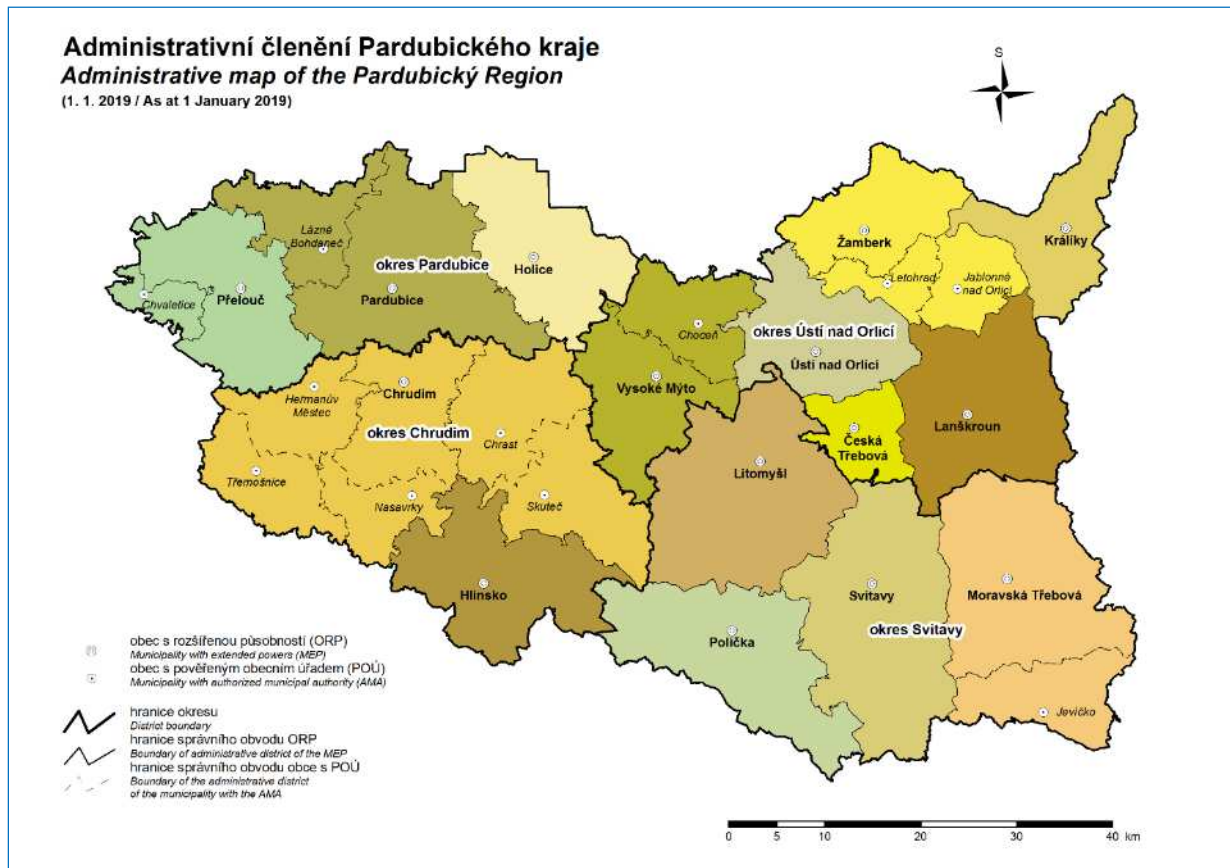 Administrativní členění Pardubického kraje
Administrative map of the Pardubický Region
(1. 1. 2019 / As at 1 January 2019)
S
Králíky
Žamberk
Letohrad
Jablonné
nad Orlicí
Lázně
Bohdaneč
okres Pardubice
Holice
Pardubice
Přelouč
Chvaletice
Choceň
okres Ústí nad Orlicí
Ústí nad Orlicí
Vysoké Mýto
Heřmanův
Městec
Chrudim
okres Chrudim
Chrast
Česká
Třebová
Lanškroun
Litomyšl
Třemošnice
Nasavrky
Skuteč
Hlinsko
Svitavy
Moravská Třebová
okres Svitavy
Polička
Jevíčko
obec s rozšířenou působností (ORP)
Municipality with extended powers (MEP)
obec s pověřeným obecním úřadem (POÚ)
Municipality with authorized municipal authority (AMA)
hranice okresu
District boundary
hranice správního obvodu ORP
Boundary of administrative district of the MEP
hranice správního obvodu obce s POÚ
Boundary of the administrative district
of the municipality with the AMA
0 5 10 20 30 40 km